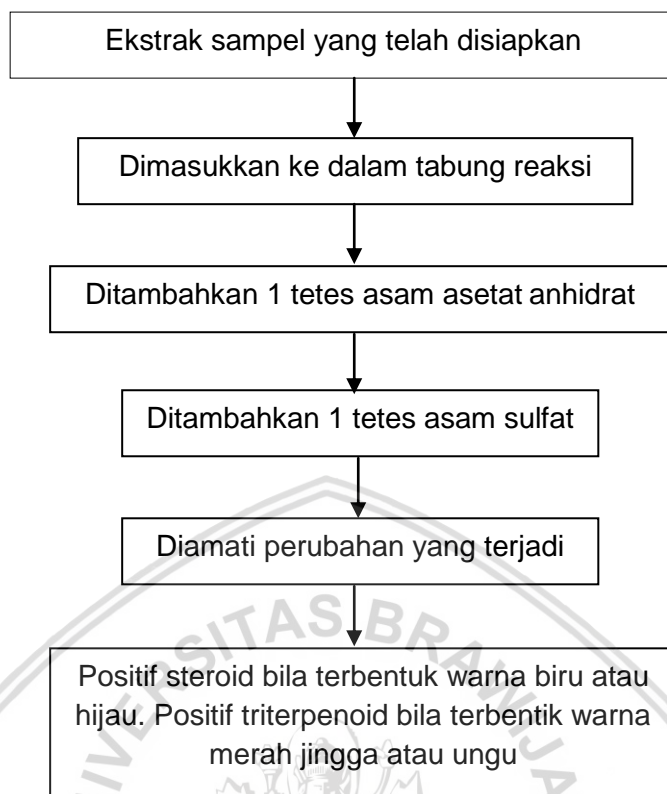 Ekstrak sampel yang telah disiapkan
Dimasukkan ke dalam tabung reaksi
Ditambahkan 1 tetes asam asetat anhidrat
Ditambahkan 1 tetes asam sulfat
Diamati perubahan yang terjadi
Positif steroid bila terbentuk warna biru atau
hijau. Positif triterpenoid bila terbentik warna
merah jingga atau ungu